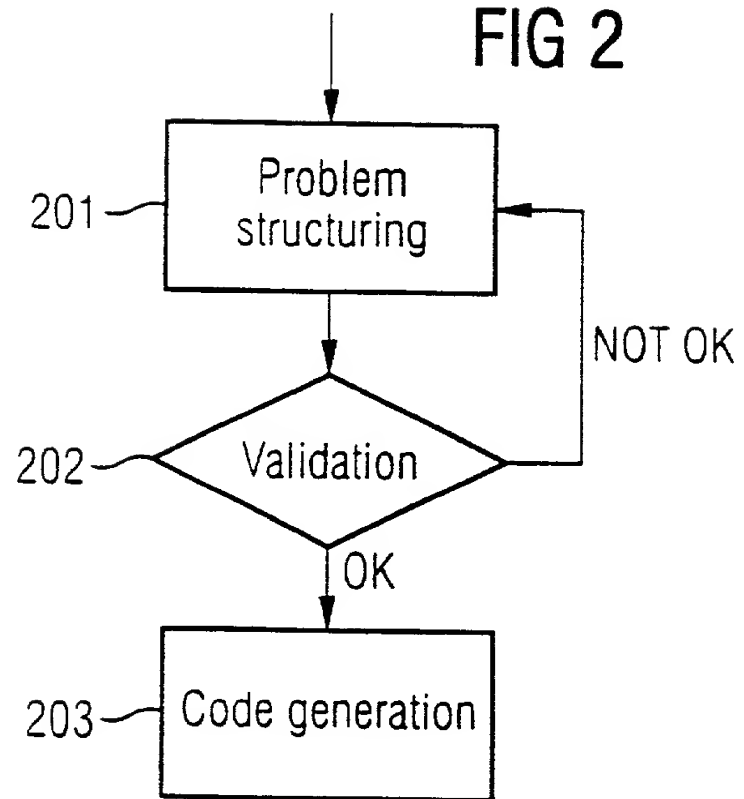 FIG 2
Problem
structuring
201
NOT OK
Validation
202
OK
Code generation
203